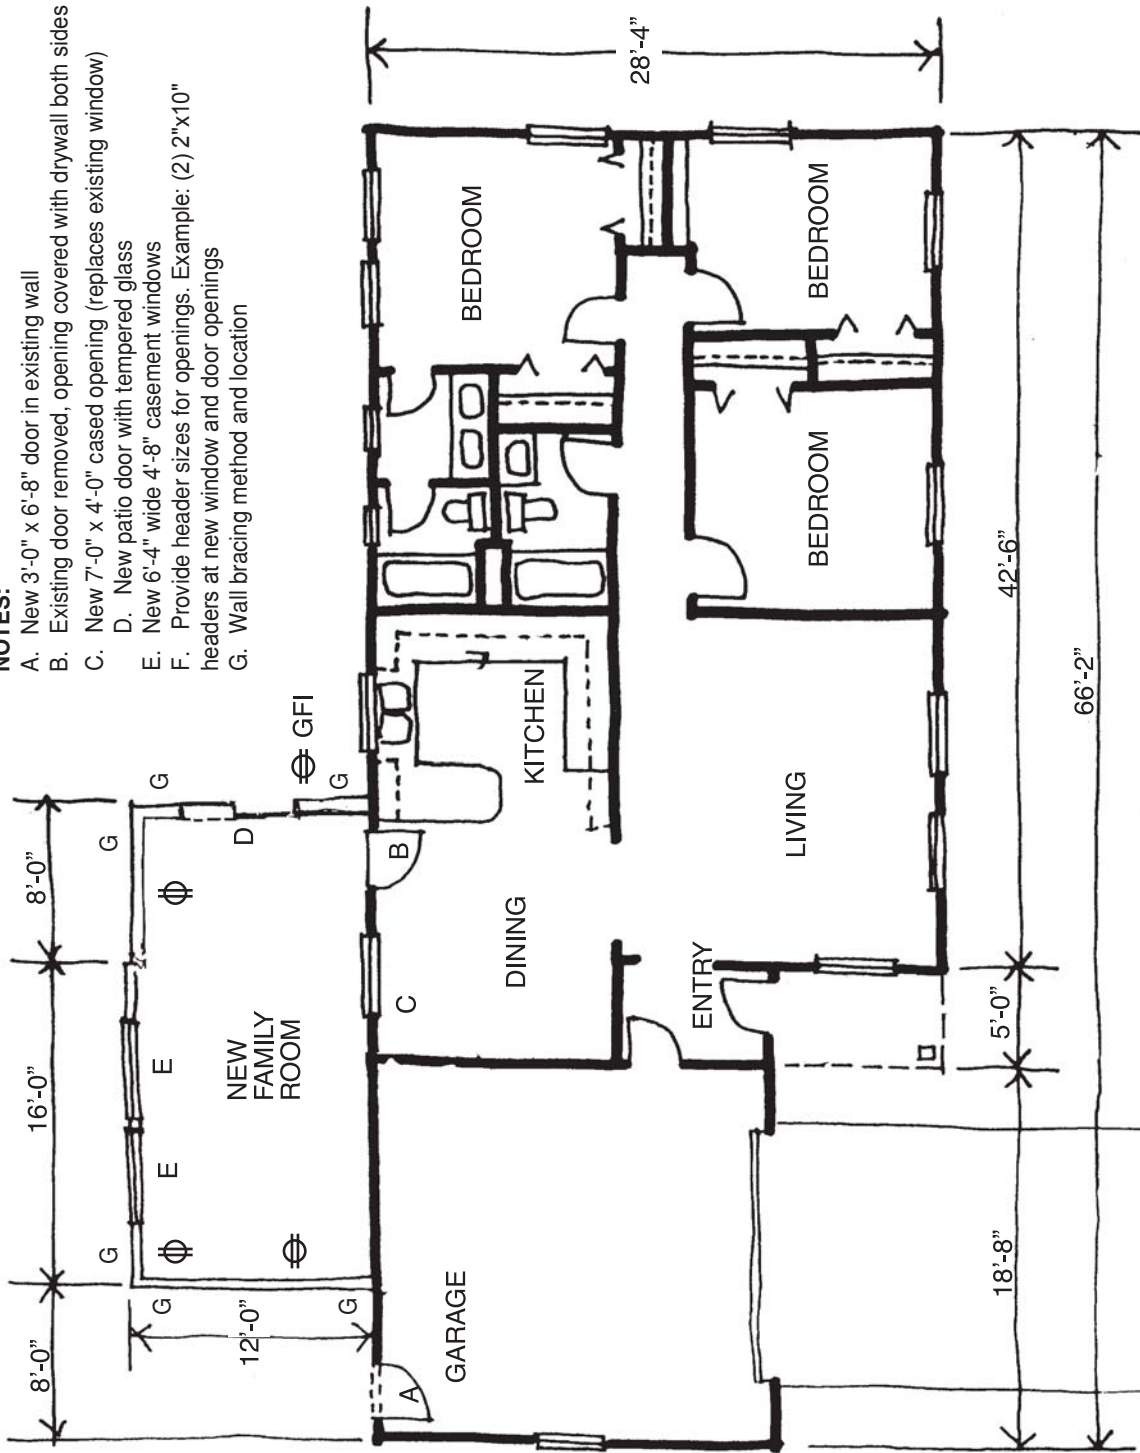 NOTES:
A. New 3'-0" x 6'-8" door in existing wall
B. Existing door removed, opening covered with drywall both sides
C. New 7'-0" x 4'-0" cased opening (replaces existing window)
D. New patio door with tempered glass
E. New 6'-4" wide 4'-8" casement windows
F. Provide header sizes for openings. Example: (2) 2"x10"
headers at new window and door openings
G. Wall bracing method and location
8'-0"
16'-0"
8'-0"
12'-0"
G
G
G
G
G
G
E
E
D
GFI
NEW
FAMILY
ROOM
A
C
B
GARAGE
DINING
KITCHEN
BEDROOM
ENTRY
LIVING
BEDROOM
BEDROOM
28'-4"
18'-8"
5'-0"
42'-6"
66'-2"